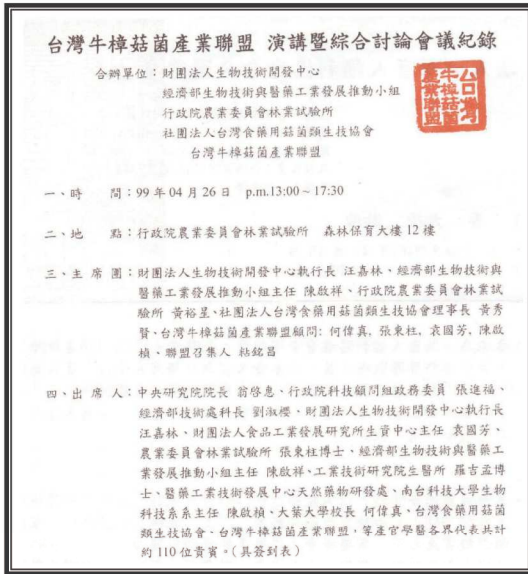 台灣牛樟菇菌產業聯盟 演講暨綜合討論會議紀錄
合辦單位：財團法人生物技術開發中心
經濟部生物技術與醫藥工業發展推動小組
行政院農業委員會林業試驗所
社團法人台灣食藥用菇菌類生技協會
台灣牛樟菇菌產業聯盟
台灣
牛樟菇菌
產業聯盟
一、時　　間：99 年 04 月 26 日　p.m.13:00 ~ 17:30
二、地　　點：行政院農業委員會林業試驗所　森林保育大樓 12 樓
三、主 席 團：財團法人生物技術開發中心執行長 汪嘉林、經濟部生物技術與
醫藥工業發展推動小組主任 陳啟祥、行政院農業委員會林業試
驗所 黃裕星、社團法人台灣食藥用菇菌類生技協會理事長 黃秀
賢、台灣牛樟菇菌產業聯盟顧問: 何偉真, 張東柱, 袁國芳, 陳啟
楨、聯盟召集人 粘銘昌
四、出 席 人：中央研究院院長 翁啓惠、行政院科技顧問組政務委員 張進福、
經濟部技術處科長 劉淑櫻、財團法人生物技術開發中心執行長
汪嘉林、財團法人食品工業發展研究所生資中心主任 袁國芳、
農業委員會林業試驗所 張東柱博士、經濟部生物技術與醫藥工
業發展推動小組主任 陳啟祥、工業技術研究院生醫所 羅吉孟博
士、醫藥工業技術發展中心天然藥物研發處、南台科技大學生物
科技系系主任 陳啟楨、大葉大學校長 何偉真、台灣食藥用菇菌
類生技協會、台灣牛樟菇菌產業聯盟，等產官學醫各界代表共計
約 110 位貴賓。（具簽到表）